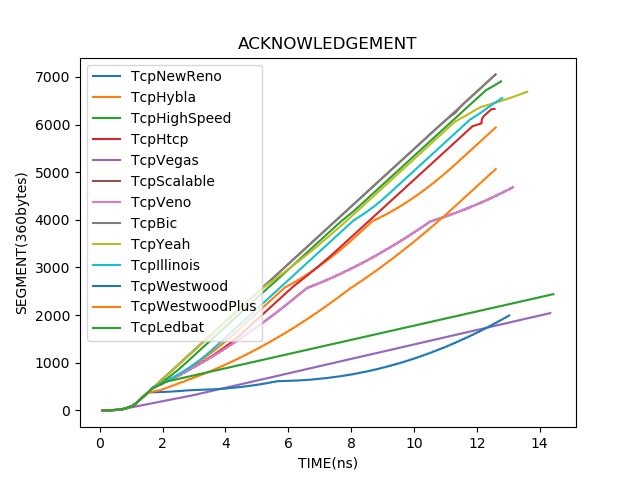 ACKNOWLEDGEMENT
SEGMENT(360bytes)
7000
6000
5000
4000
3000
2000
1000
0
TcpNewReno
TcpHybla
TcpHighSpeed
TcpHtcp
TcpVegas
TcpScalable
TcpVeno
TcpBic
TcpYeah
TcpIllinois
TcpWestwood
TcpWestwoodPlus
TcpLedbat
0 2 4 6 8 10 12 14
TIME(ns)